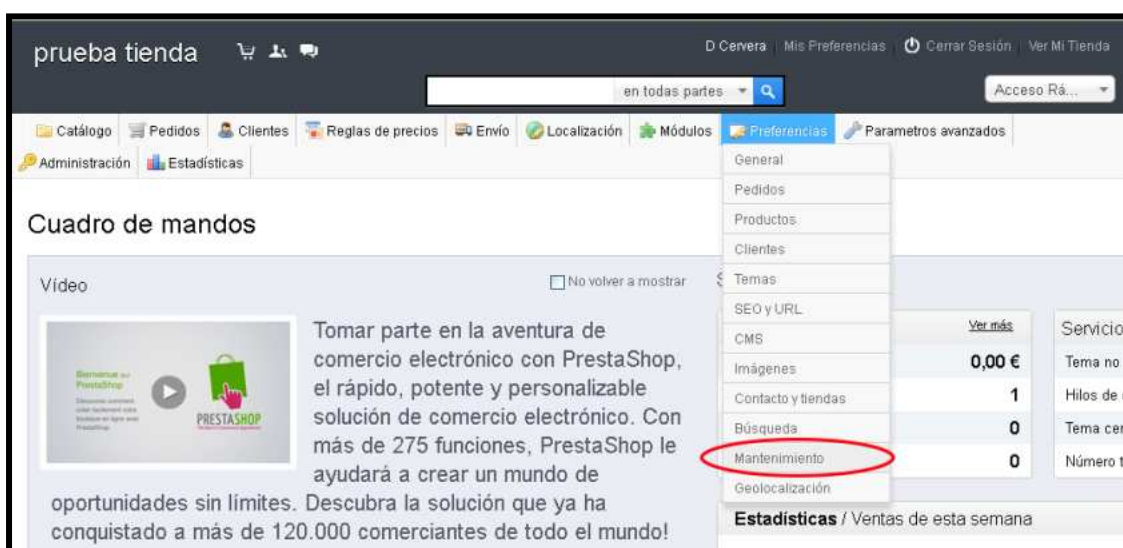 prueba tienda
D Cervera Mis Preferencias Cerrar Sesión Ver Mi Tienda
en todas partes
Acceso Rá...
Catálogo Pedidos Clientes Reglas de precios Envío Localización Módulos Preferencias Parametros avanzados
Administración Estadísticas
General
Pedidos
Productos
Clientes
Temas
SEO y URL
CMS
Imágenes
Contacto y tiendas
Búsqueda
Mantenimiento
Geolocalización
Cuadro de mandos
Vídeo
No volver a mostrar
PRESTASHOP
Tomar parte en la aventura de
comercio electrónico con PrestaShop,
el rápido, potente y personalizable
solución de comercio electrónico. Con
más de 275 funciones, PrestaShop le
ayudará a crear un mundo de
oportunidades sin límites. Descubra la solución que ya ha
conquistado a más de 120.000 comerciantes de todo el mundo!
Ver más
0,00 €
1
0
0
Servicio
Tema no
Hilos de
Tema cer
Número t
Estadísticas / Ventas de esta semana